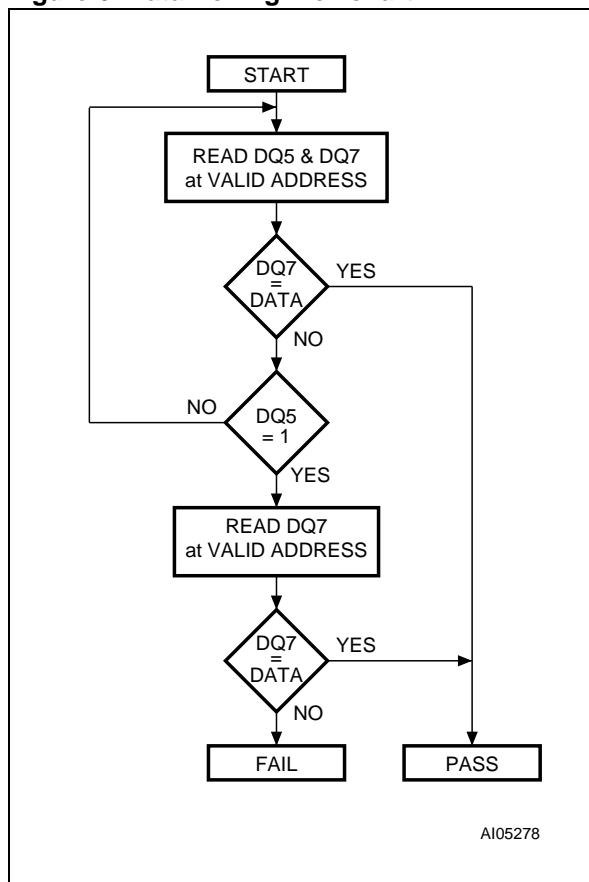 START
READ DQ5 & DQ7
at VALID ADDRESS
DQ7
=
DATA
YES
NO
DQ5
= 1
NO
YES
READ DQ7
at VALID ADDRESS
DQ7
=
DATA
YES
NO
FAIL
PASS
AI05278